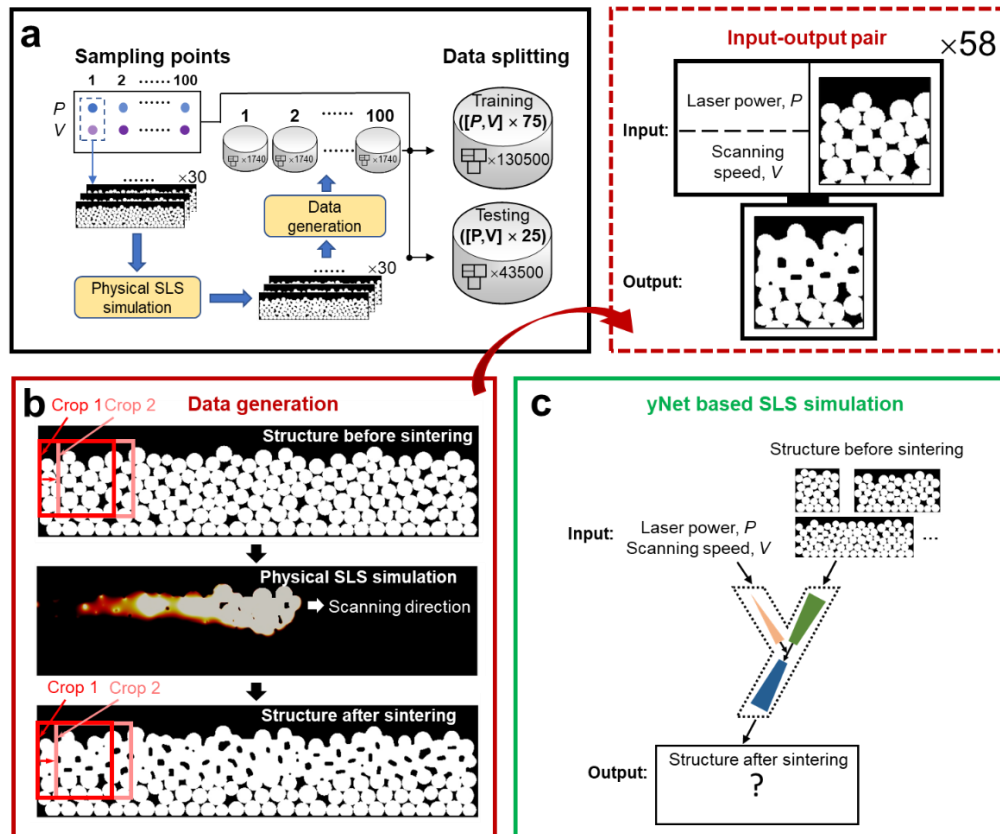 a
Sampling points
1 2 ...... 100
P ......
V ......
......
×30
Physical SLS
simulation
......
×30
Data
generation
......
1 2 ...... 100
×1740 ×1740 ×1740
Data splitting
Training
([P,V] × 75)
×130500
Testing
([P,V] × 25)
×43500
Input-output pair
×58
Input:
Laser power, P
Scanning
speed, V
Output:
b
Data generation
Crop 1 Crop 2
Structure before sintering
Physical SLS simulation
Scanning direction
Crop 1 Crop 2
Structure after sintering
c
yNet based SLS simulation
Structure before sintering
Input:
Laser power, P
Scanning speed, V
...
Output:
Structure after sintering
?